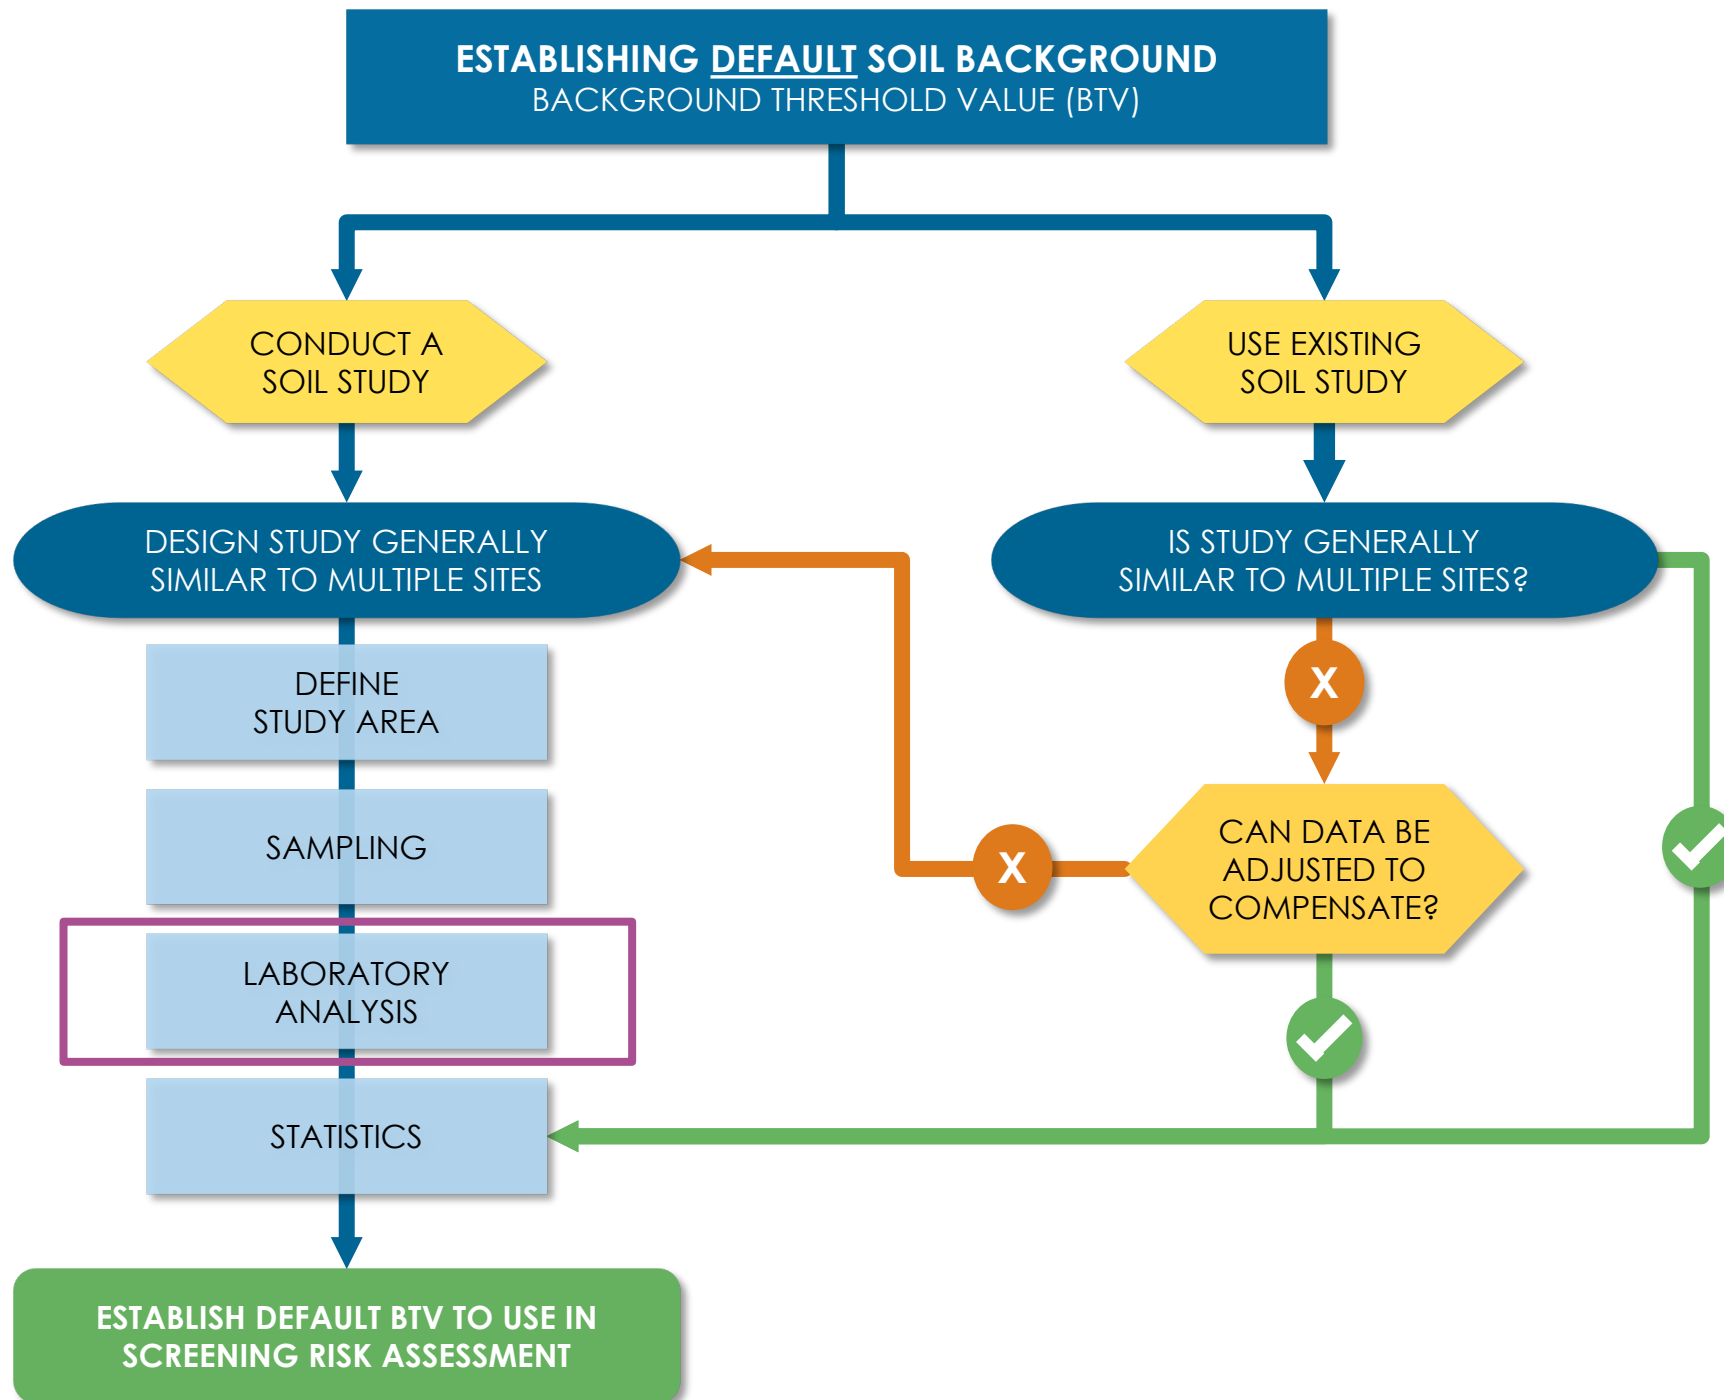 ESTABLISHING DEFAULT SOIL BACKGROUND
BACKGROUND THRESHOLD VALUE (BTV)
CONDUCT A
SOIL STUDY
USE EXISTING
SOIL STUDY
DESIGN STUDY GENERALLY
SIMILAR TO MULTIPLE SITES
IS STUDY GENERALLY
SIMILAR TO MULTIPLE SITES?
DEFINE
STUDY AREA
X
SAMPLING
CAN DATA BE
ADJUSTED TO
COMPENSATE?
X
LABORATORY
ANALYSIS
STATISTICS
ESTABLISH DEFAULT BTV TO USE IN
SCREENING RISK ASSESSMENT